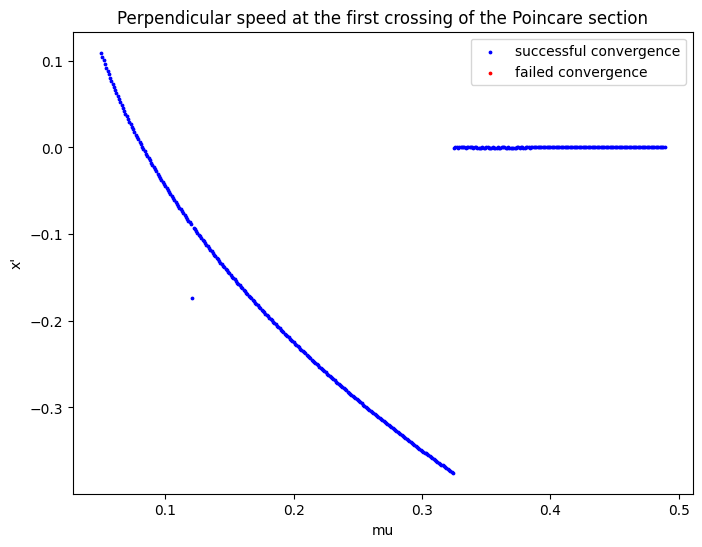 Perpendicular speed at the first crossing of the Poincare section
successful convergence
failed convergence
0.1
0.0
−0.1
−0.2
−0.3
x'
0.1
0.2
0.3
0.4
0.5
mu